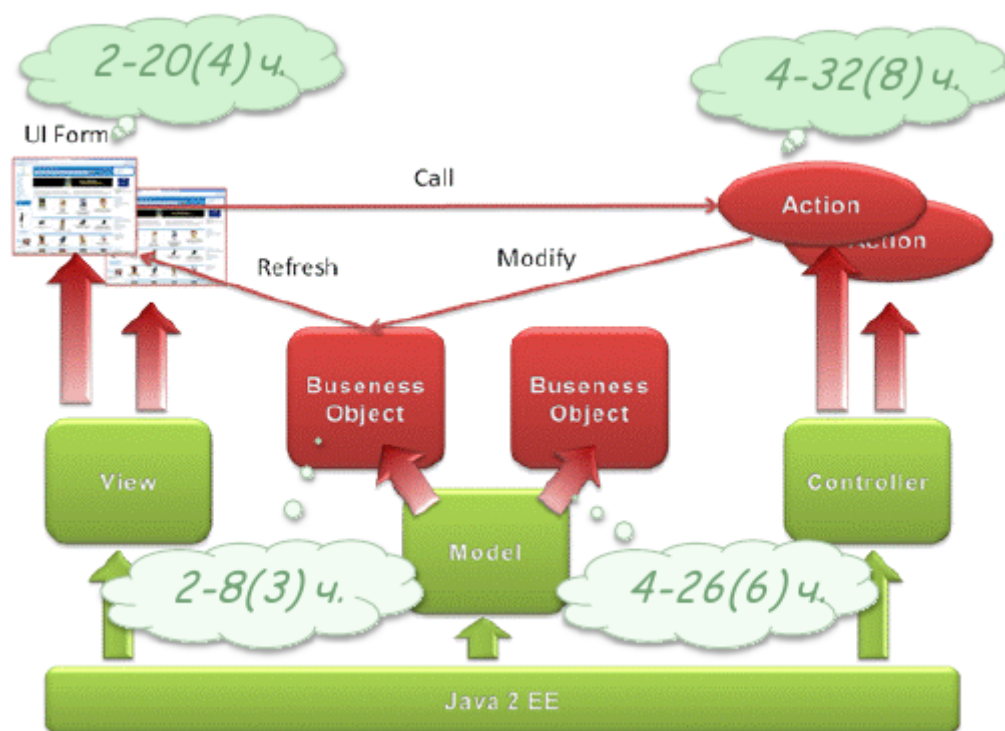 2-20(4) ч.
4-32(8) ч.
UI Form
Call
Action
Action
Refresh
Modify
Buseness
Object
Buseness
Object
View
Controller
Model
2-8(3) ч.
4-26(6) ч.
Java 2 EE